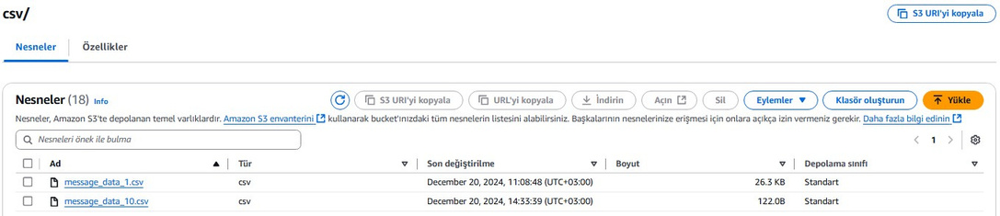 csv/
S3 URI'yi kopyala
Nesneler Özellikler
Nesneler (18) Info
S3 URI'yi kopyala URL'yi kopyala İndirin Açın Sil Eylemler Klasör oluşturun Yükle
Nesneler, Amazon S3'te depolanan temel varlıklardır. Amazon S3 envanterini kullanarak bucket'ınızdaki tüm nesnelerin listesini alabilirsiniz. Başkalarının nesnelerinize erişmesi için onlara açıkça izin vermeniz gerekir. Daha fazla bilgi edinin
Nesneleri önek ile bulma
1
Ad Tür Son değiştirilme Boyut Depolama sınıfı
message_data_1.csv csv December 20, 2024, 11:08:48 (UTC+03:00) 26.3 KB Standart
message_data_10.csv csv December 20, 2024, 14:33:39 (UTC+03:00) 122.0B Standart